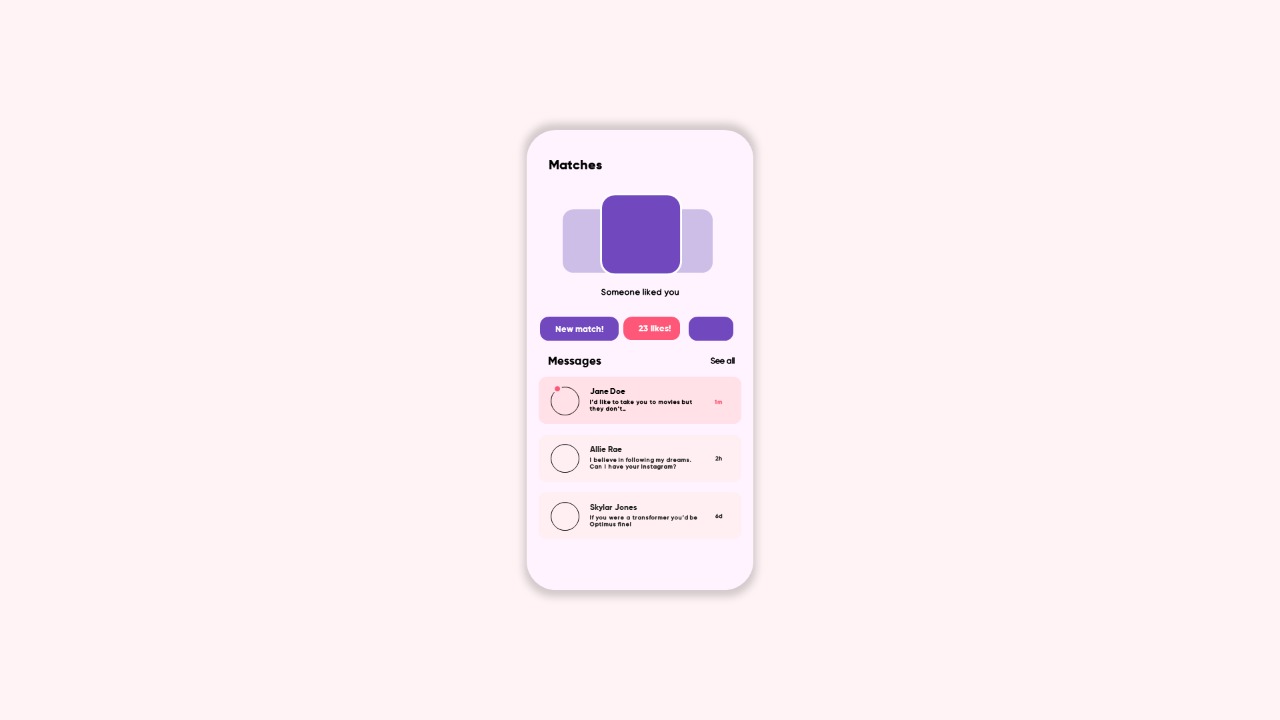 Matches
Someone liked you
New match!
23 likes!
Messages
See all
Jane Doe
I'd like to take you to movies but
they don't...
1m
Allie Rae
I believe in following my dreams.
Can I have your instagram?
2h
Skylar Jones
If you were a transformer you'd be
Optimus fine!
6d